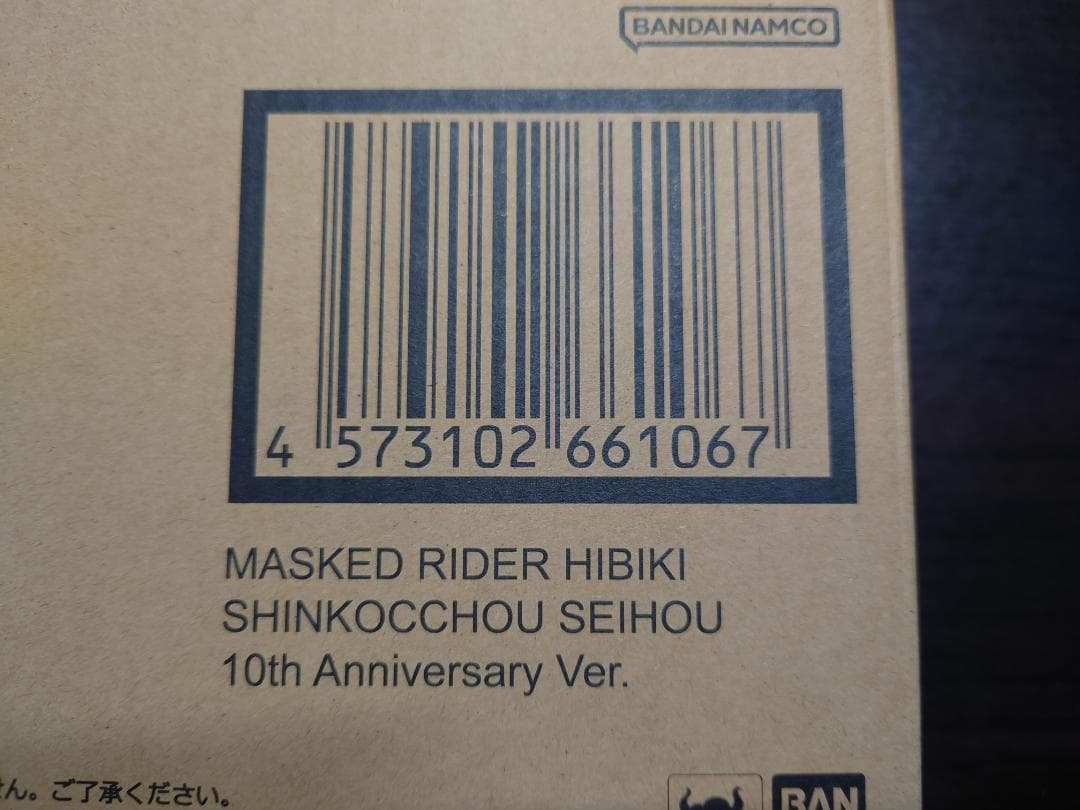 BANDAI NAMCO
4 573102 661067
MASKED RIDER HIBIKI
SHINKOCCHOU SEIHOU
10th Anniversary Ver.
ん。ご了承ください。
BAN